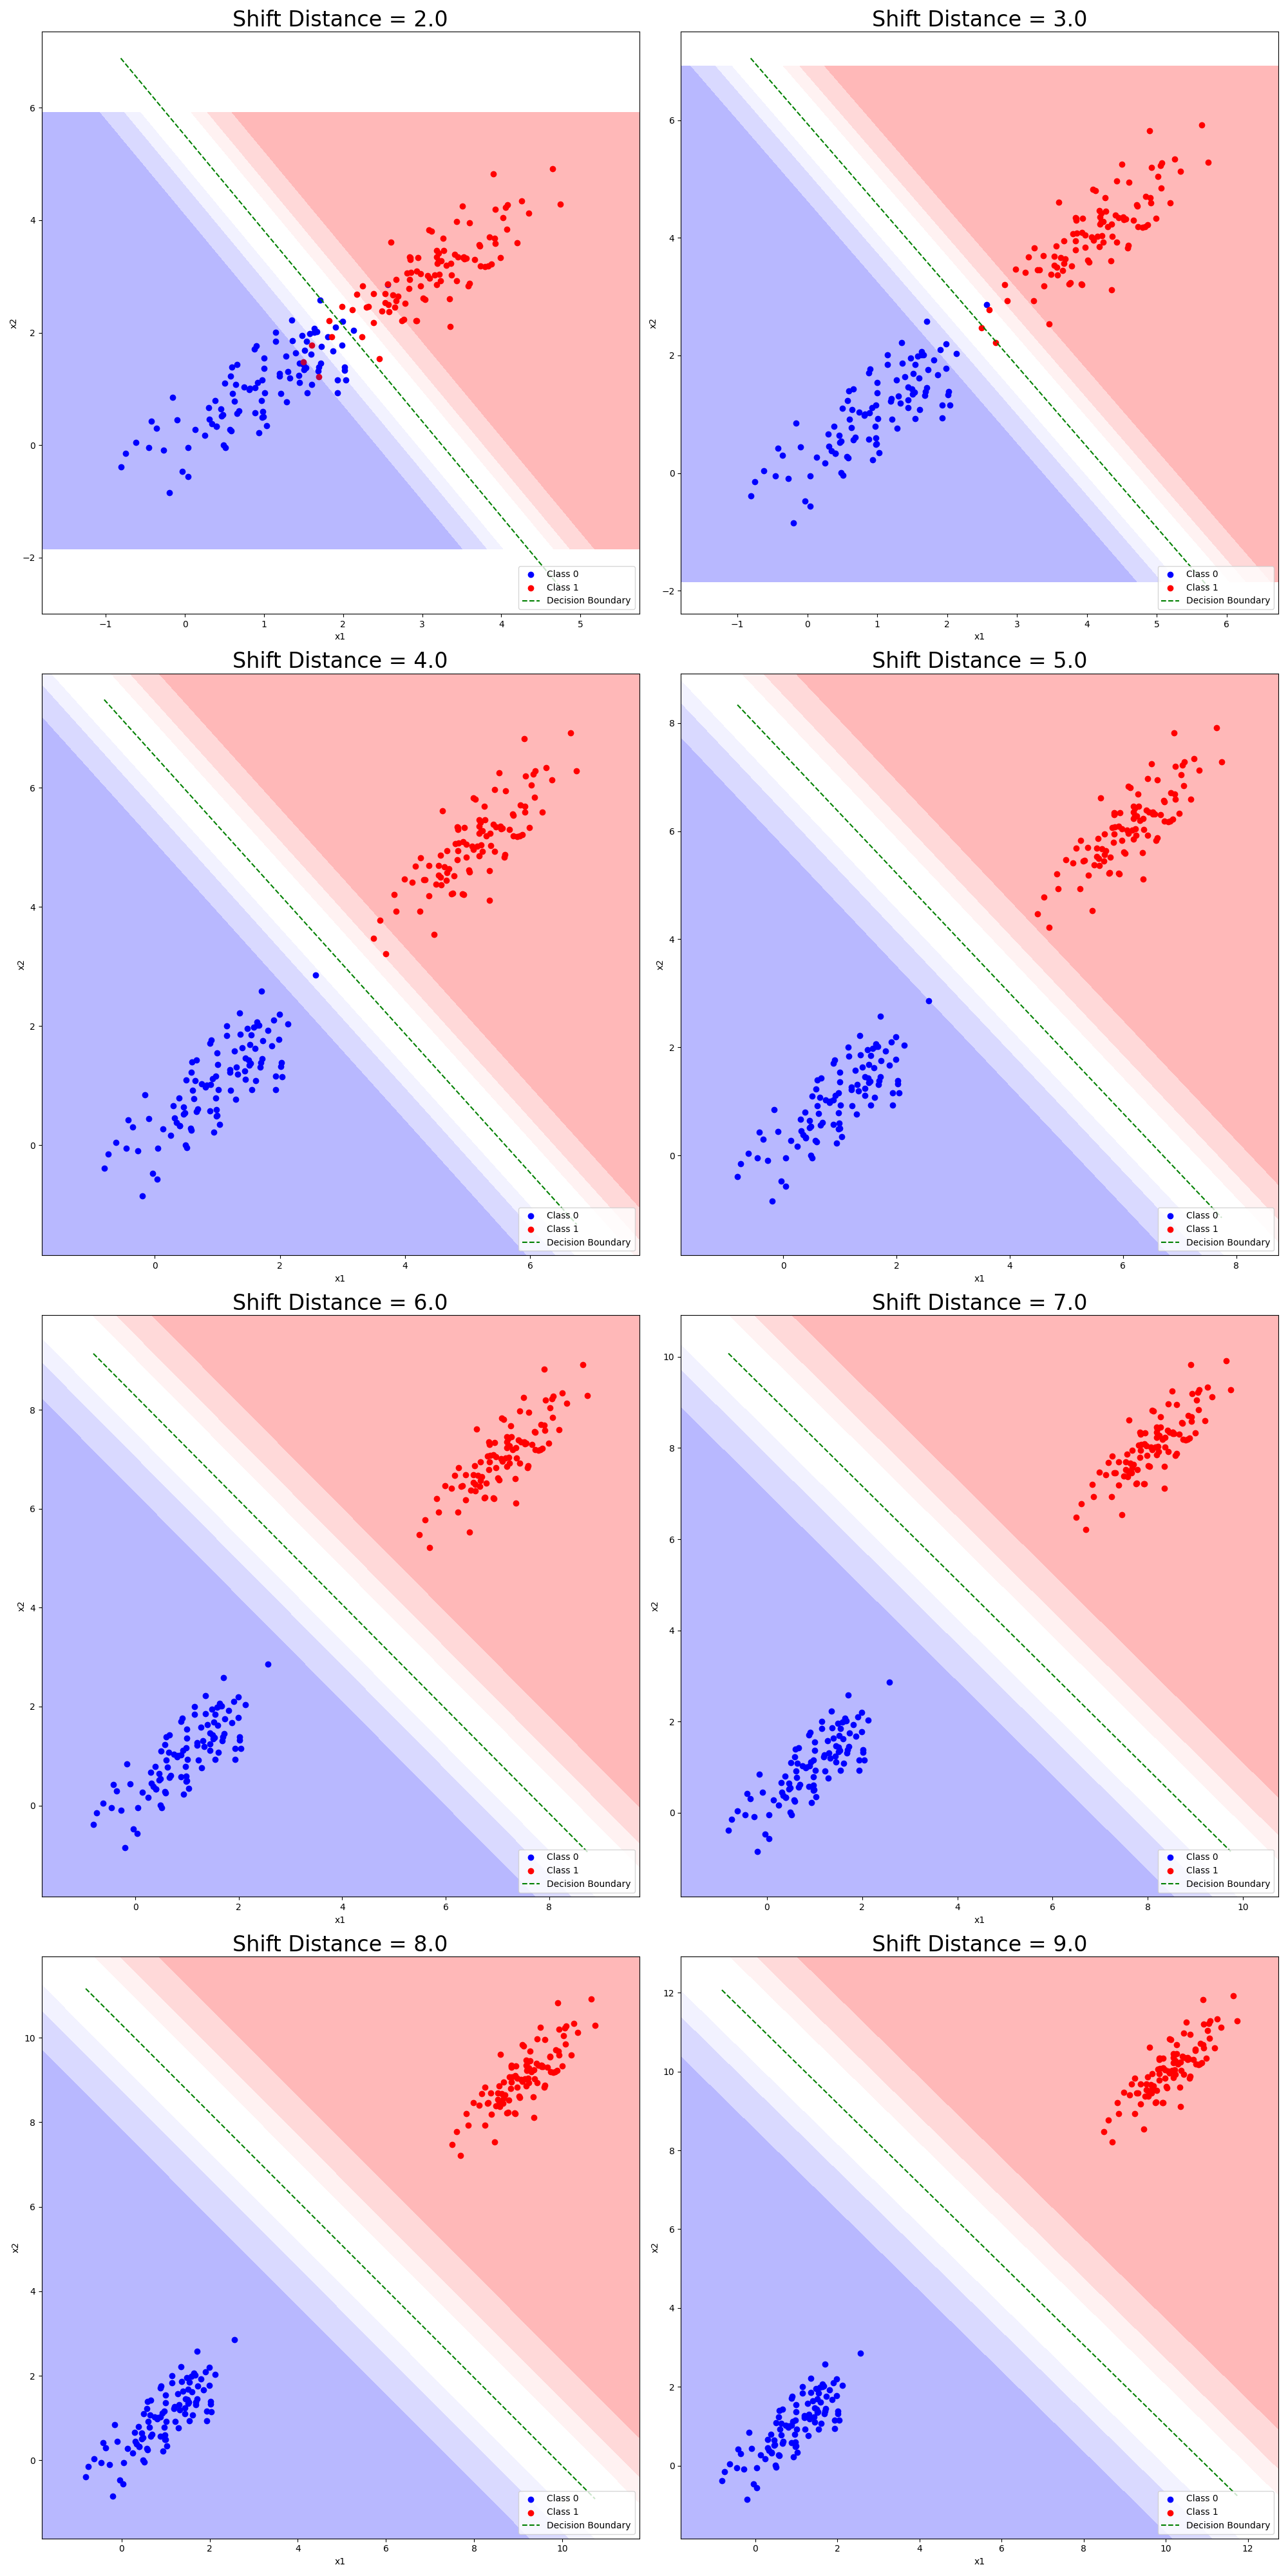 Shift Distance = 2.0
x2
6
4
2
0
−2
−1
0
1
2
3
4
5
x1
Class 0
Class 1
Decision Boundary
Shift Distance = 3.0
x2
6
4
2
0
−2
−1
0
1
2
3
4
5
6
x1
Class 0
Class 1
Decision Boundary
Shift Distance = 4.0
x2
6
4
2
0
0
2
4
6
x1
Class 0
Class 1
Decision Boundary
Shift Distance = 5.0
x2
8
6
4
2
0
0
2
4
6
8
x1
Class 0
Class 1
Decision Boundary
Shift Distance = 6.0
x2
8
6
4
2
0
0
2
4
6
8
x1
Class 0
Class 1
Decision Boundary
Shift Distance = 7.0
x2
10
8
6
4
2
0
0
2
4
6
8
10
x1
Class 0
Class 1
Decision Boundary
Shift Distance = 8.0
x2
10
8
6
4
2
0
0
2
4
6
8
10
x1
Class 0
Class 1
Decision Boundary
Shift Distance = 9.0
x2
12
10
8
6
4
2
0
0
2
4
6
8
10
12
x1
Class 0
Class 1
Decision Boundary